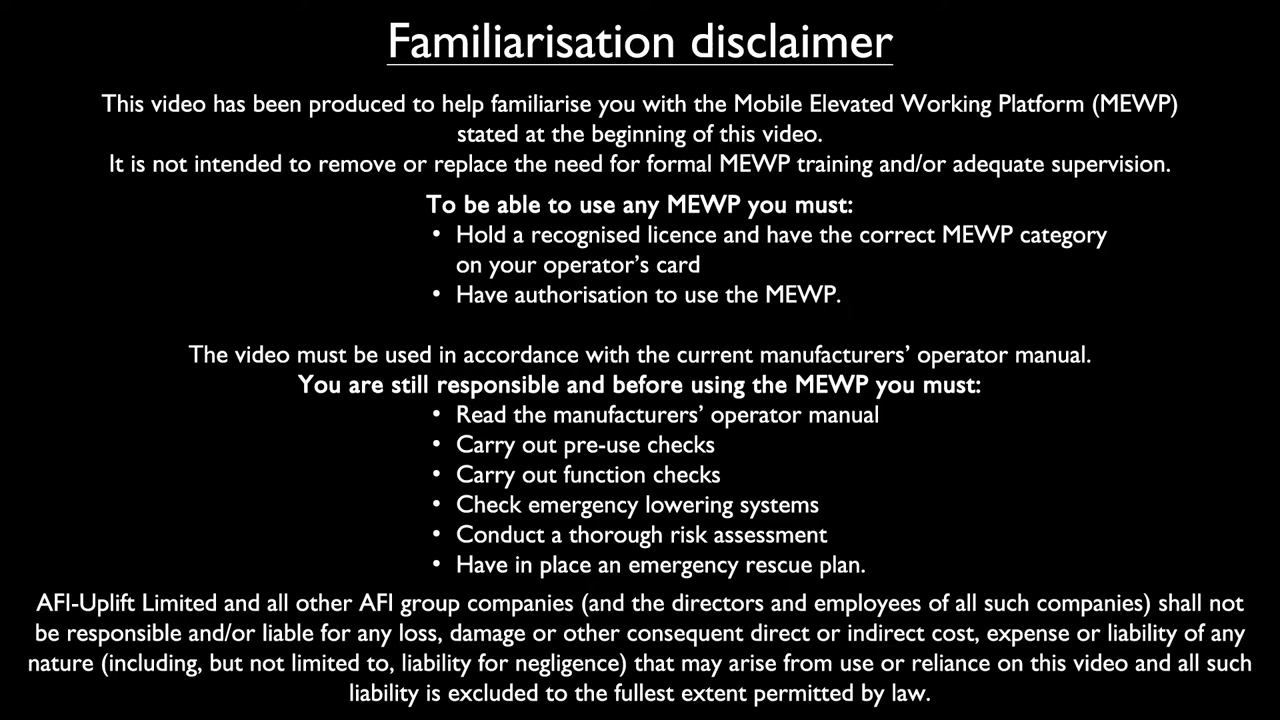 Familiarisation disclaimer
This video has been produced to help familiarise you with the Mobile Elevated Working Platform (MEWP)
stated at the beginning of this video.
It is not intended to remove or replace the need for formal MEWP training and/or adequate supervision.
To be able to use any MEWP you must:
• Hold a recognised licence and have the correct MEWP category
on your operator's card
• Have authorisation to use the MEWP.
The video must be used in accordance with the current manufacturers' operator manual.
You are still responsible and before using the MEWP you must:
• Read the manufacturers' operator manual
• Carry out pre-use checks
• Carry out function checks
• Check emergency lowering systems
• Conduct a thorough risk assessment
• Have in place an emergency rescue plan.
AFI-Uplift Limited and all other AFI group companies (and the directors and employees of all such companies) shall not
be responsible and/or liable for any loss, damage or other consequent direct or indirect cost, expense or liability of any
nature (including, but not limited to, liability for negligence) that may arise from use or reliance on this video and all such
liability is excluded to the fullest extent permitted by law.